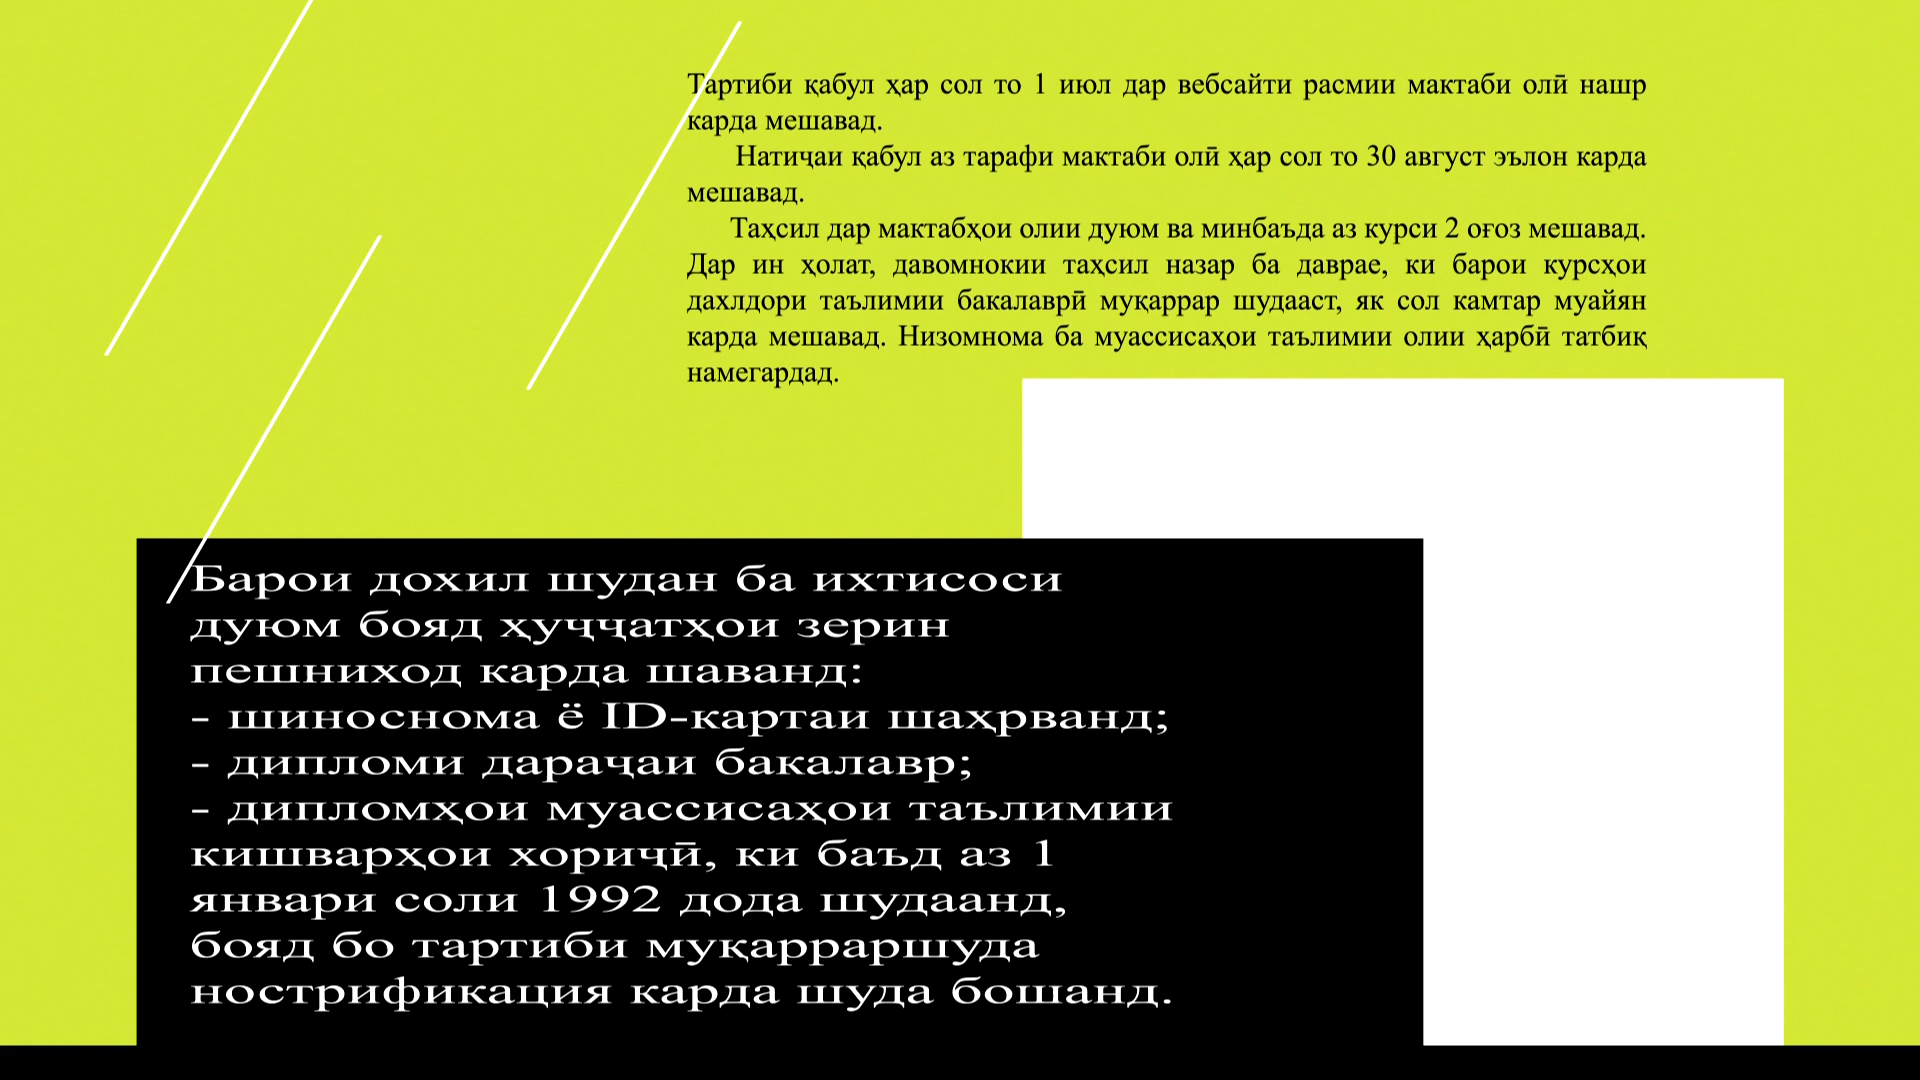 Тартиби қабул ҳар сол то 1 июл дар вебсайти расмии мактаби олӣ нашр
карда мешавад.
Натиҷаи қабул аз тарафи мактаби олӣ ҳар сол то 30 август эълон карда
мешавад.
Таҳсил дар мактабҳои олии дуюм ва минбаъда аз курси 2 оғоз мешавад.
Дар ин ҳолат, давомнокии таҳсил назар ба даврае, ки барои курсҳои
дахлдори таълимии бакалаврӣ муқаррар шудааст, як сол камтар муайян
карда мешавад. Низомнома ба муассисаҳои таълимии олии ҳарбӣ татбиқ
намегардад.
Барои дохил шудан ба ихтисоси
дуюм бояд ҳуҷҷатҳои зерин
пешниход карда шаванд:
- шиноснома ё ID-картаи шаҳрванд;
- дипломи дараҷаи бакалавр;
- дипломҳои муассисаҳои таълимии
кишварҳои хориҷӣ, ки баъд аз 1
январи соли 1992 дода шудаанд,
бояд бо тартиби муқарраршуда
нострификация карда шуда бошанд.